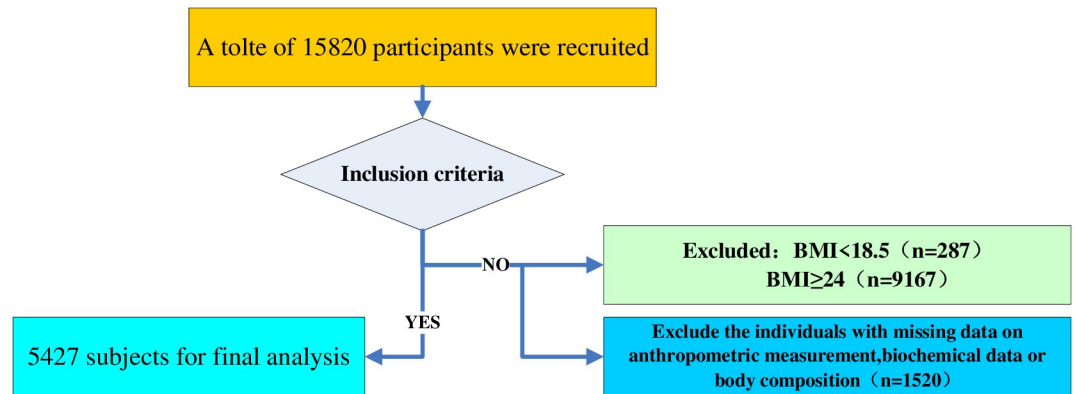 A tolte of 15820 participants were recruited
Inclusion criteria
NO
Excluded：BMI<18.5（n=287）
BMI≥24（n=9167）
YES
5427 subjects for final analysis
Exclude the individuals with missing data on
anthropometric measurement,biochemical data or
body composition（n=1520）